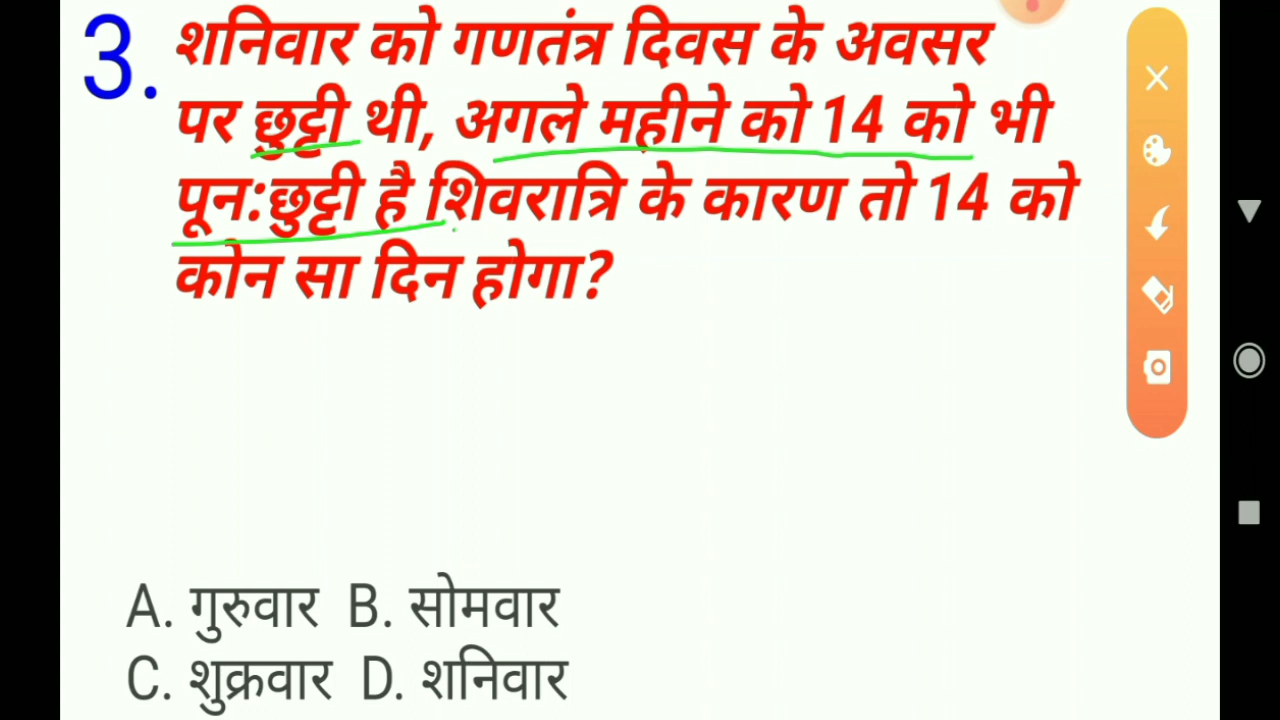 3. शनिवार को गणतंत्र दिवस के अवसर
पर छुट्टी थी, अगले महीने को 14 को भी
पून:छुट्टी है शिवरात्रि के कारण तो 14 को
कोन सा दिन होगा?
A. गुरुवार B. सोमवार
C. शुक्रवार D. शनिवार